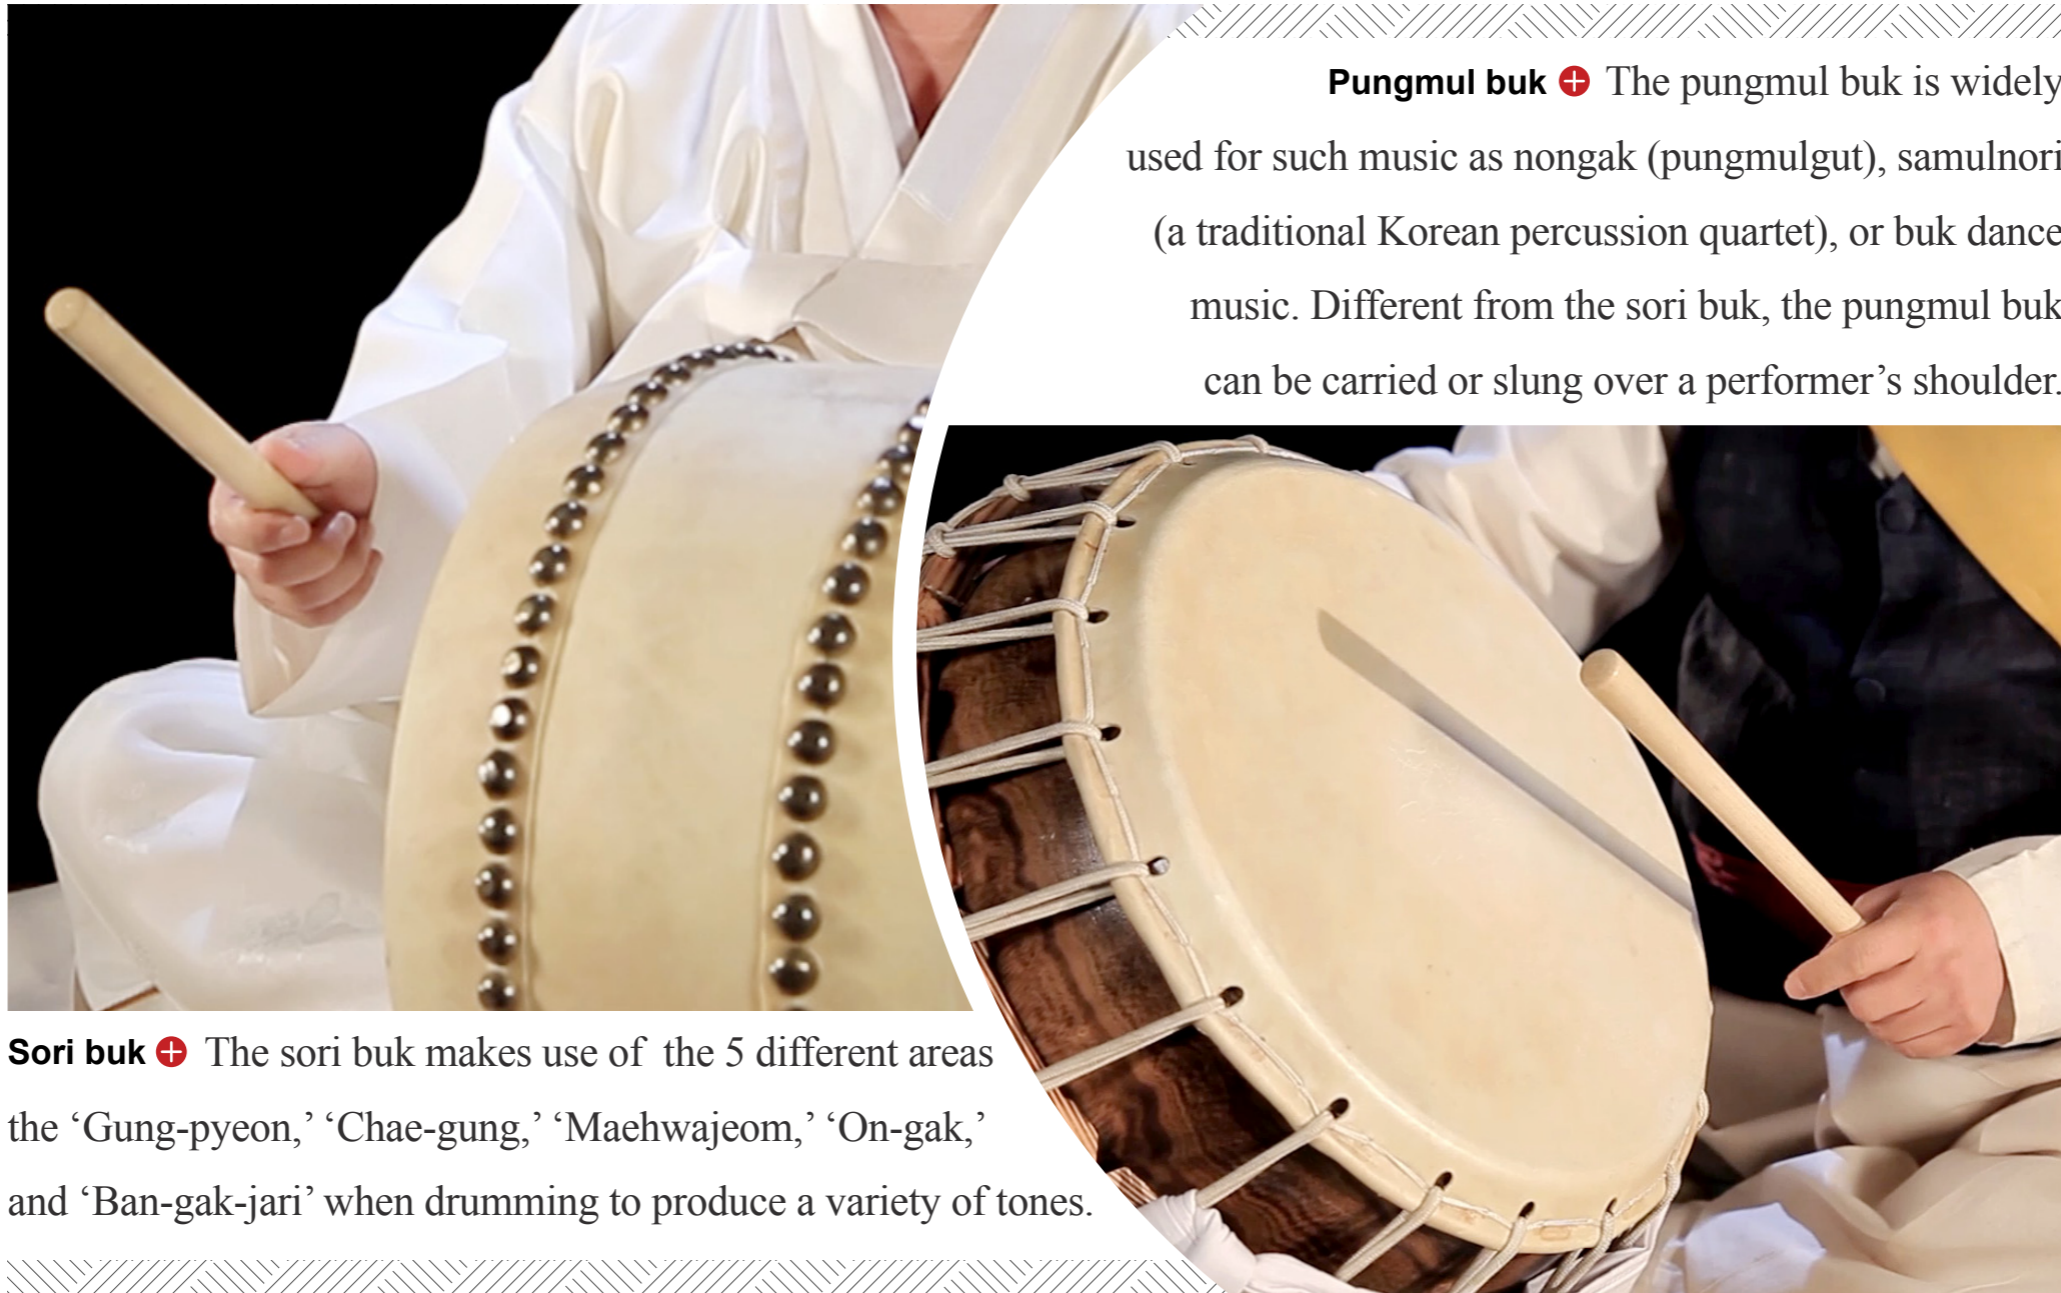 Pungmul buk The pungmul buk is widely
used for such music as nongak (pungmulgut), samulnori
(a traditional Korean percussion quartet), or buk dance
music. Different from the sori buk, the pungmul buk
can be carried or slung over a performer’s shoulder.
Sori buk The sori buk makes use of the 5 different areas
the ‘Gung-pyeon,’ ‘Chae-gung,’ ‘Maehwajeom,’ ‘On-gak,’
and ‘Ban-gak-jari’ when drumming to produce a variety of tones.